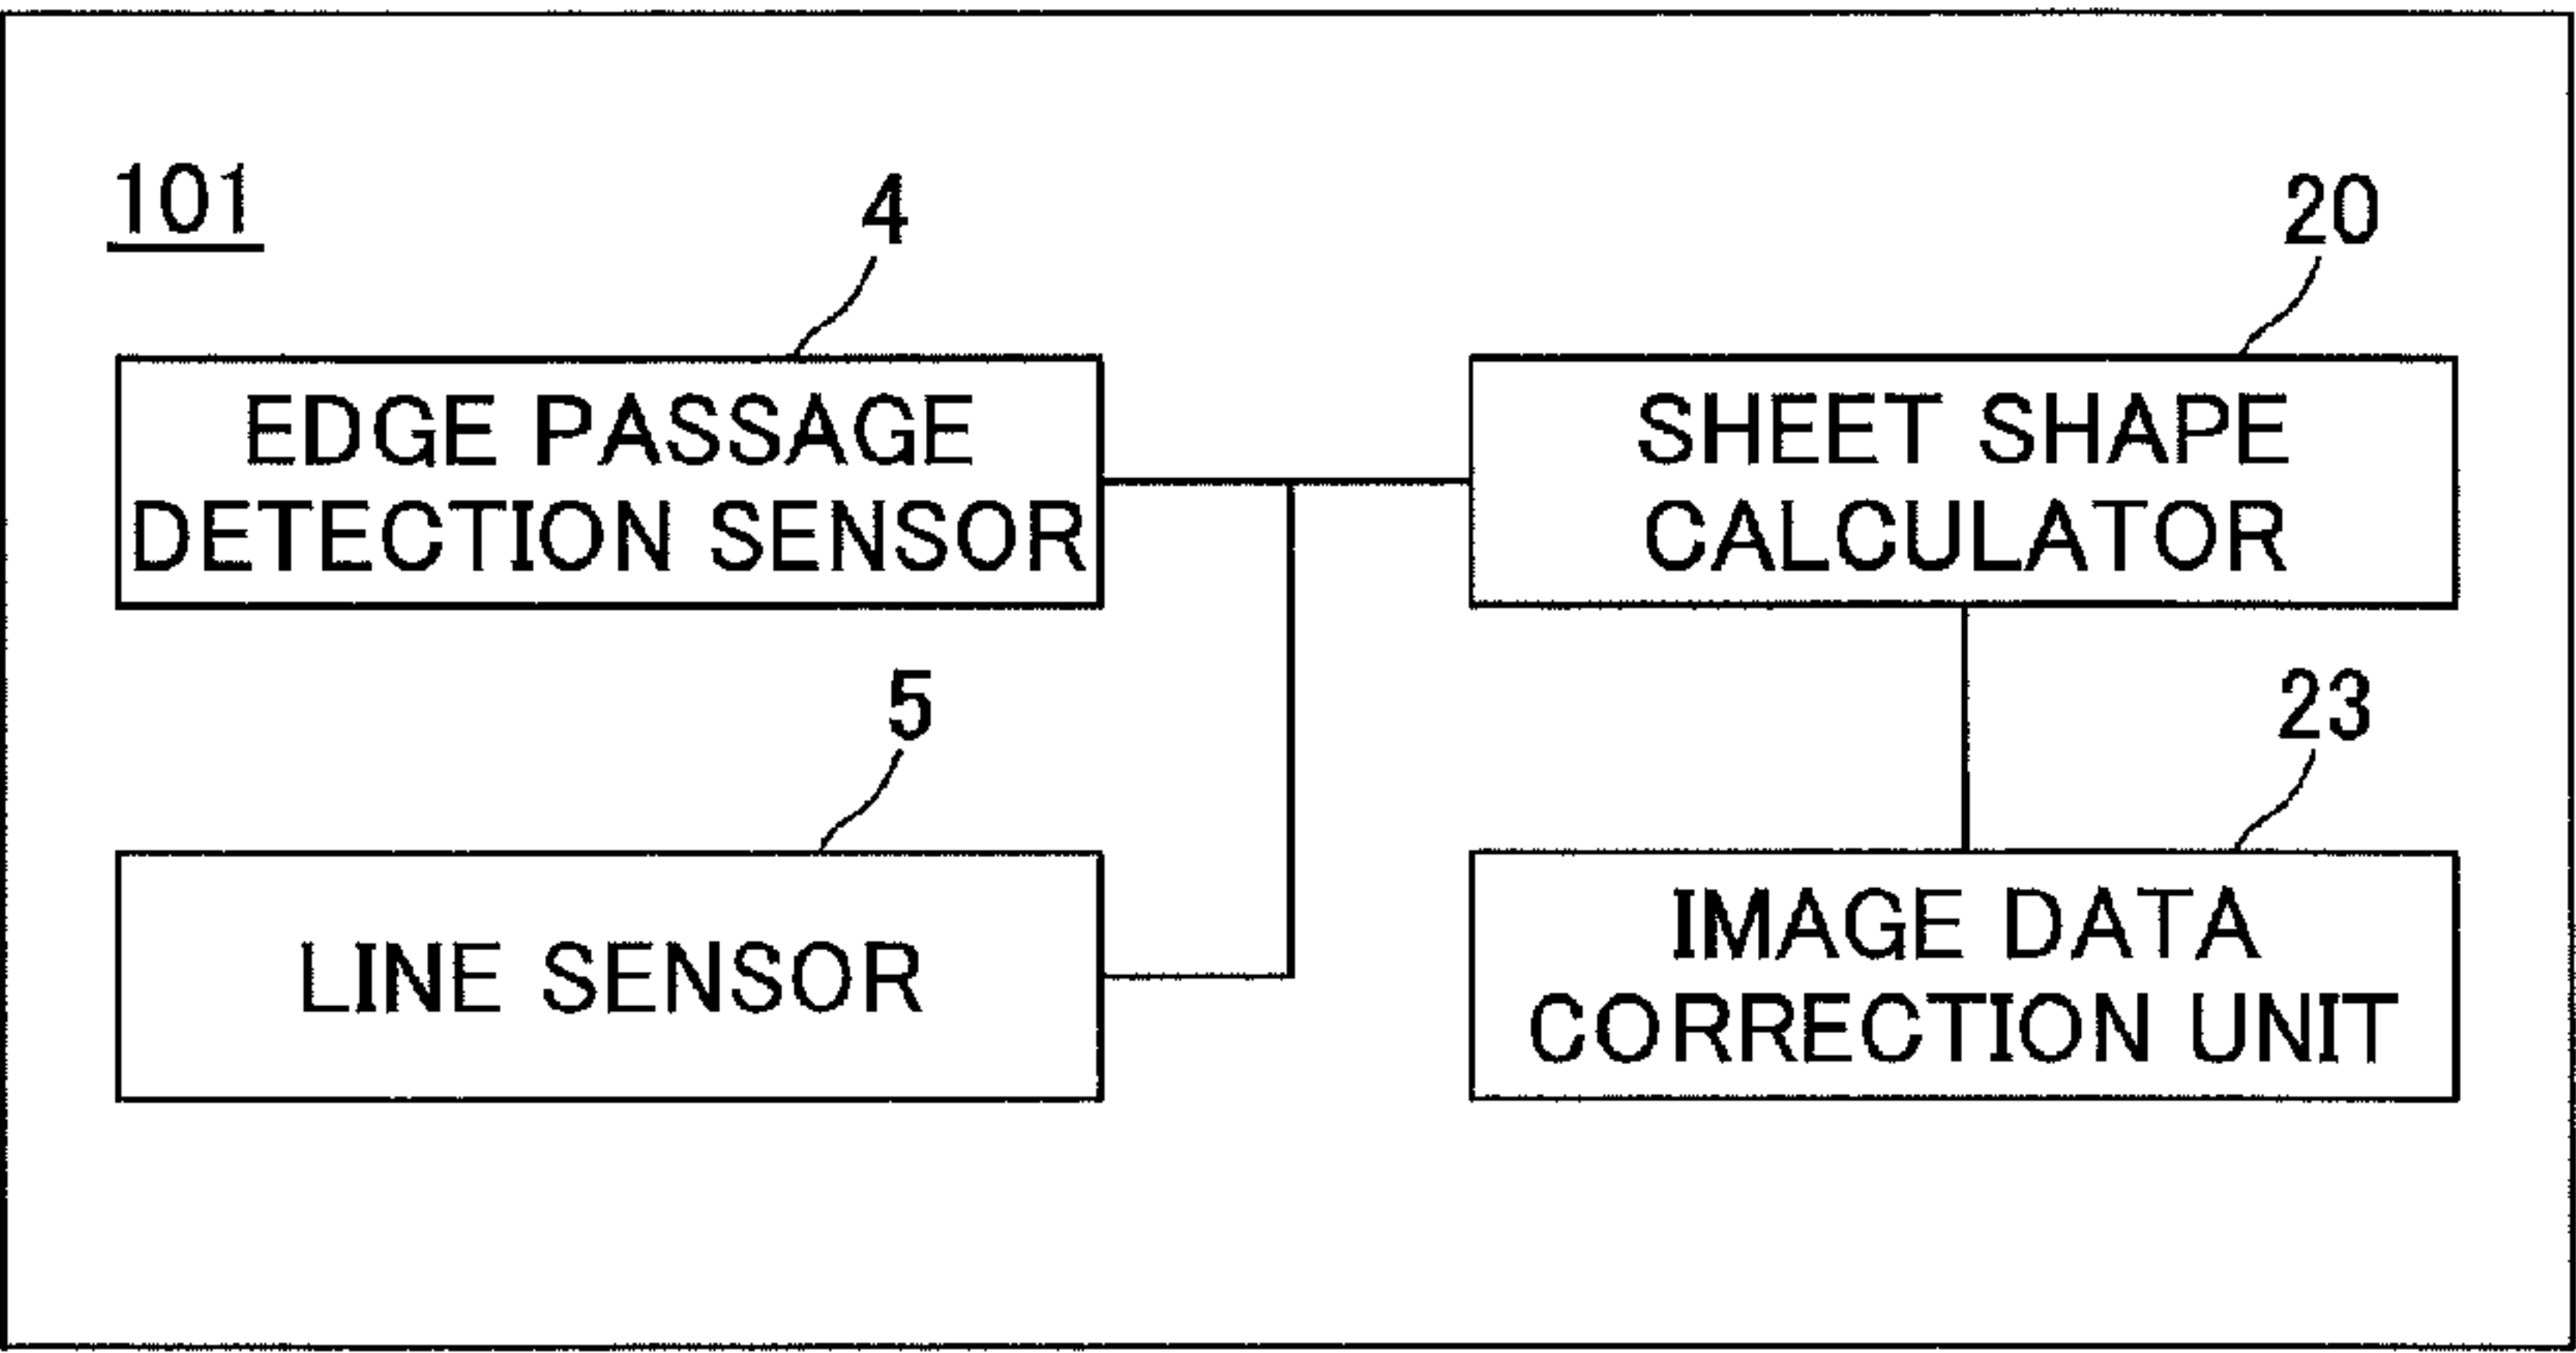 101
4
EDGE PASSAGE
DETECTION SENSOR
20
SHEET SHAPE
CALCULATOR
5
LINE SENSOR
23
IMAGE DATA
CORRECTION UNIT